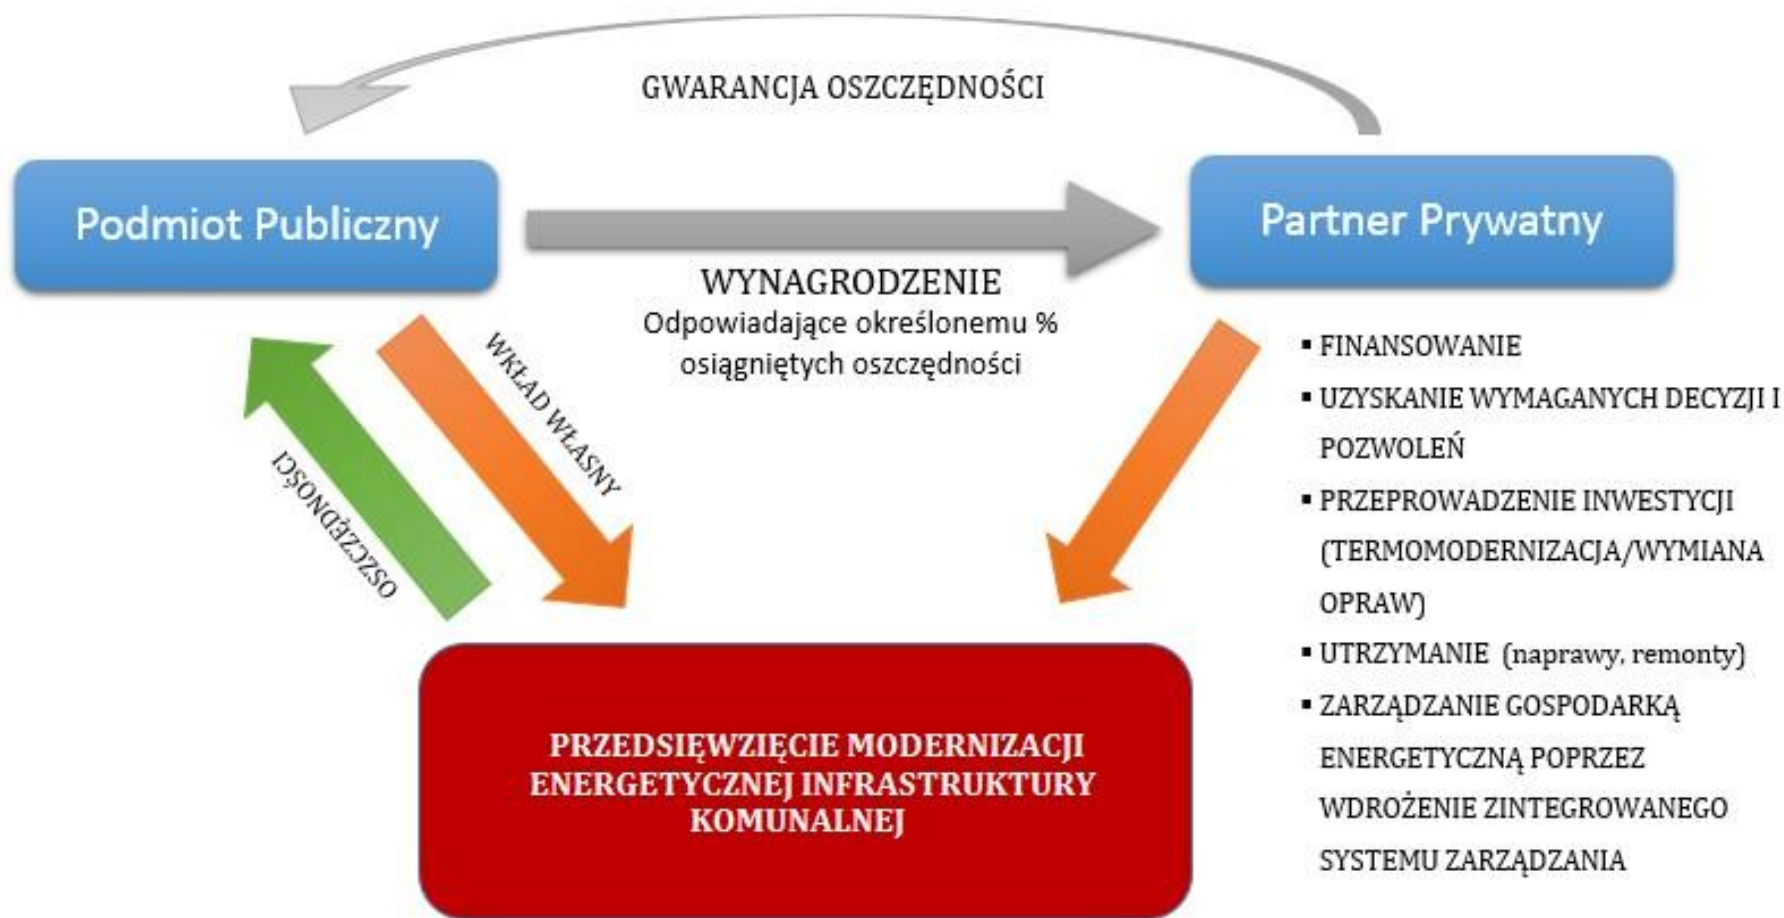 GWARANCJA OSZCZĘDNOŚCI
Podmiot Publiczny
Partner Prywatny
WYNAGRODZENIE
Odpowiadające określonemu %
osiągniętych oszczędności
WKŁAD WŁASNY
OSZCZĘDNOŚCI
▪ FINANSOWANIE
▪ UZYSKANIE WYMAGANYCH DECYZJI I
POZWOLEŃ
▪ PRZEPROWADZENIE INWESTYCJI
(TERMOMODERNIZACJA/WYMIANA
OPRAW)
▪ UTRZYMANIE (naprawy, remonty)
▪ ZARZĄDZANIE GOSPODARKĄ
ENERGETYCZNĄ POPRZEZ
WDROŻENIE ZINTEGROWANEGO
SYSTEMU ZARZĄDZANIA
PRZEDSIĘWZIĘCIE MODERNIZACJI
ENERGETYCZNEJ INFRASTRUKTURY
KOMUNALNEJ